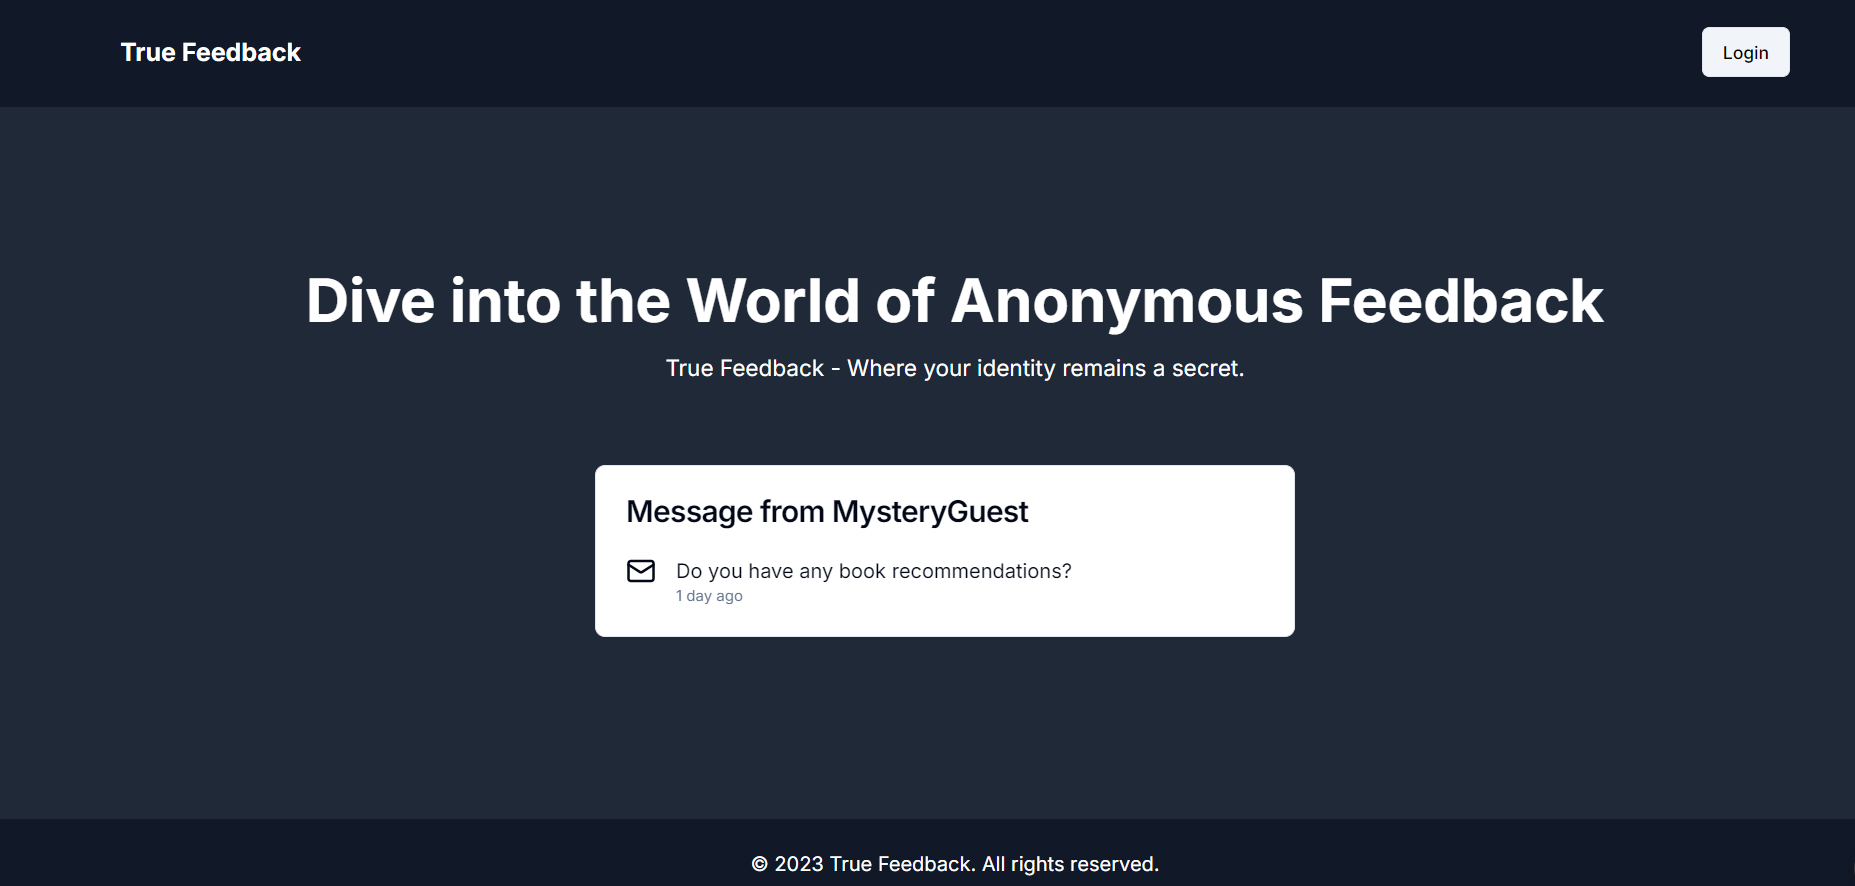 True Feedback
Login
Dive into the World of Anonymous Feedback
True Feedback - Where your identity remains a secret.
Message from MysteryGuest
Do you have any book recommendations?
1 day ago
© 2023 True Feedback. All rights reserved.